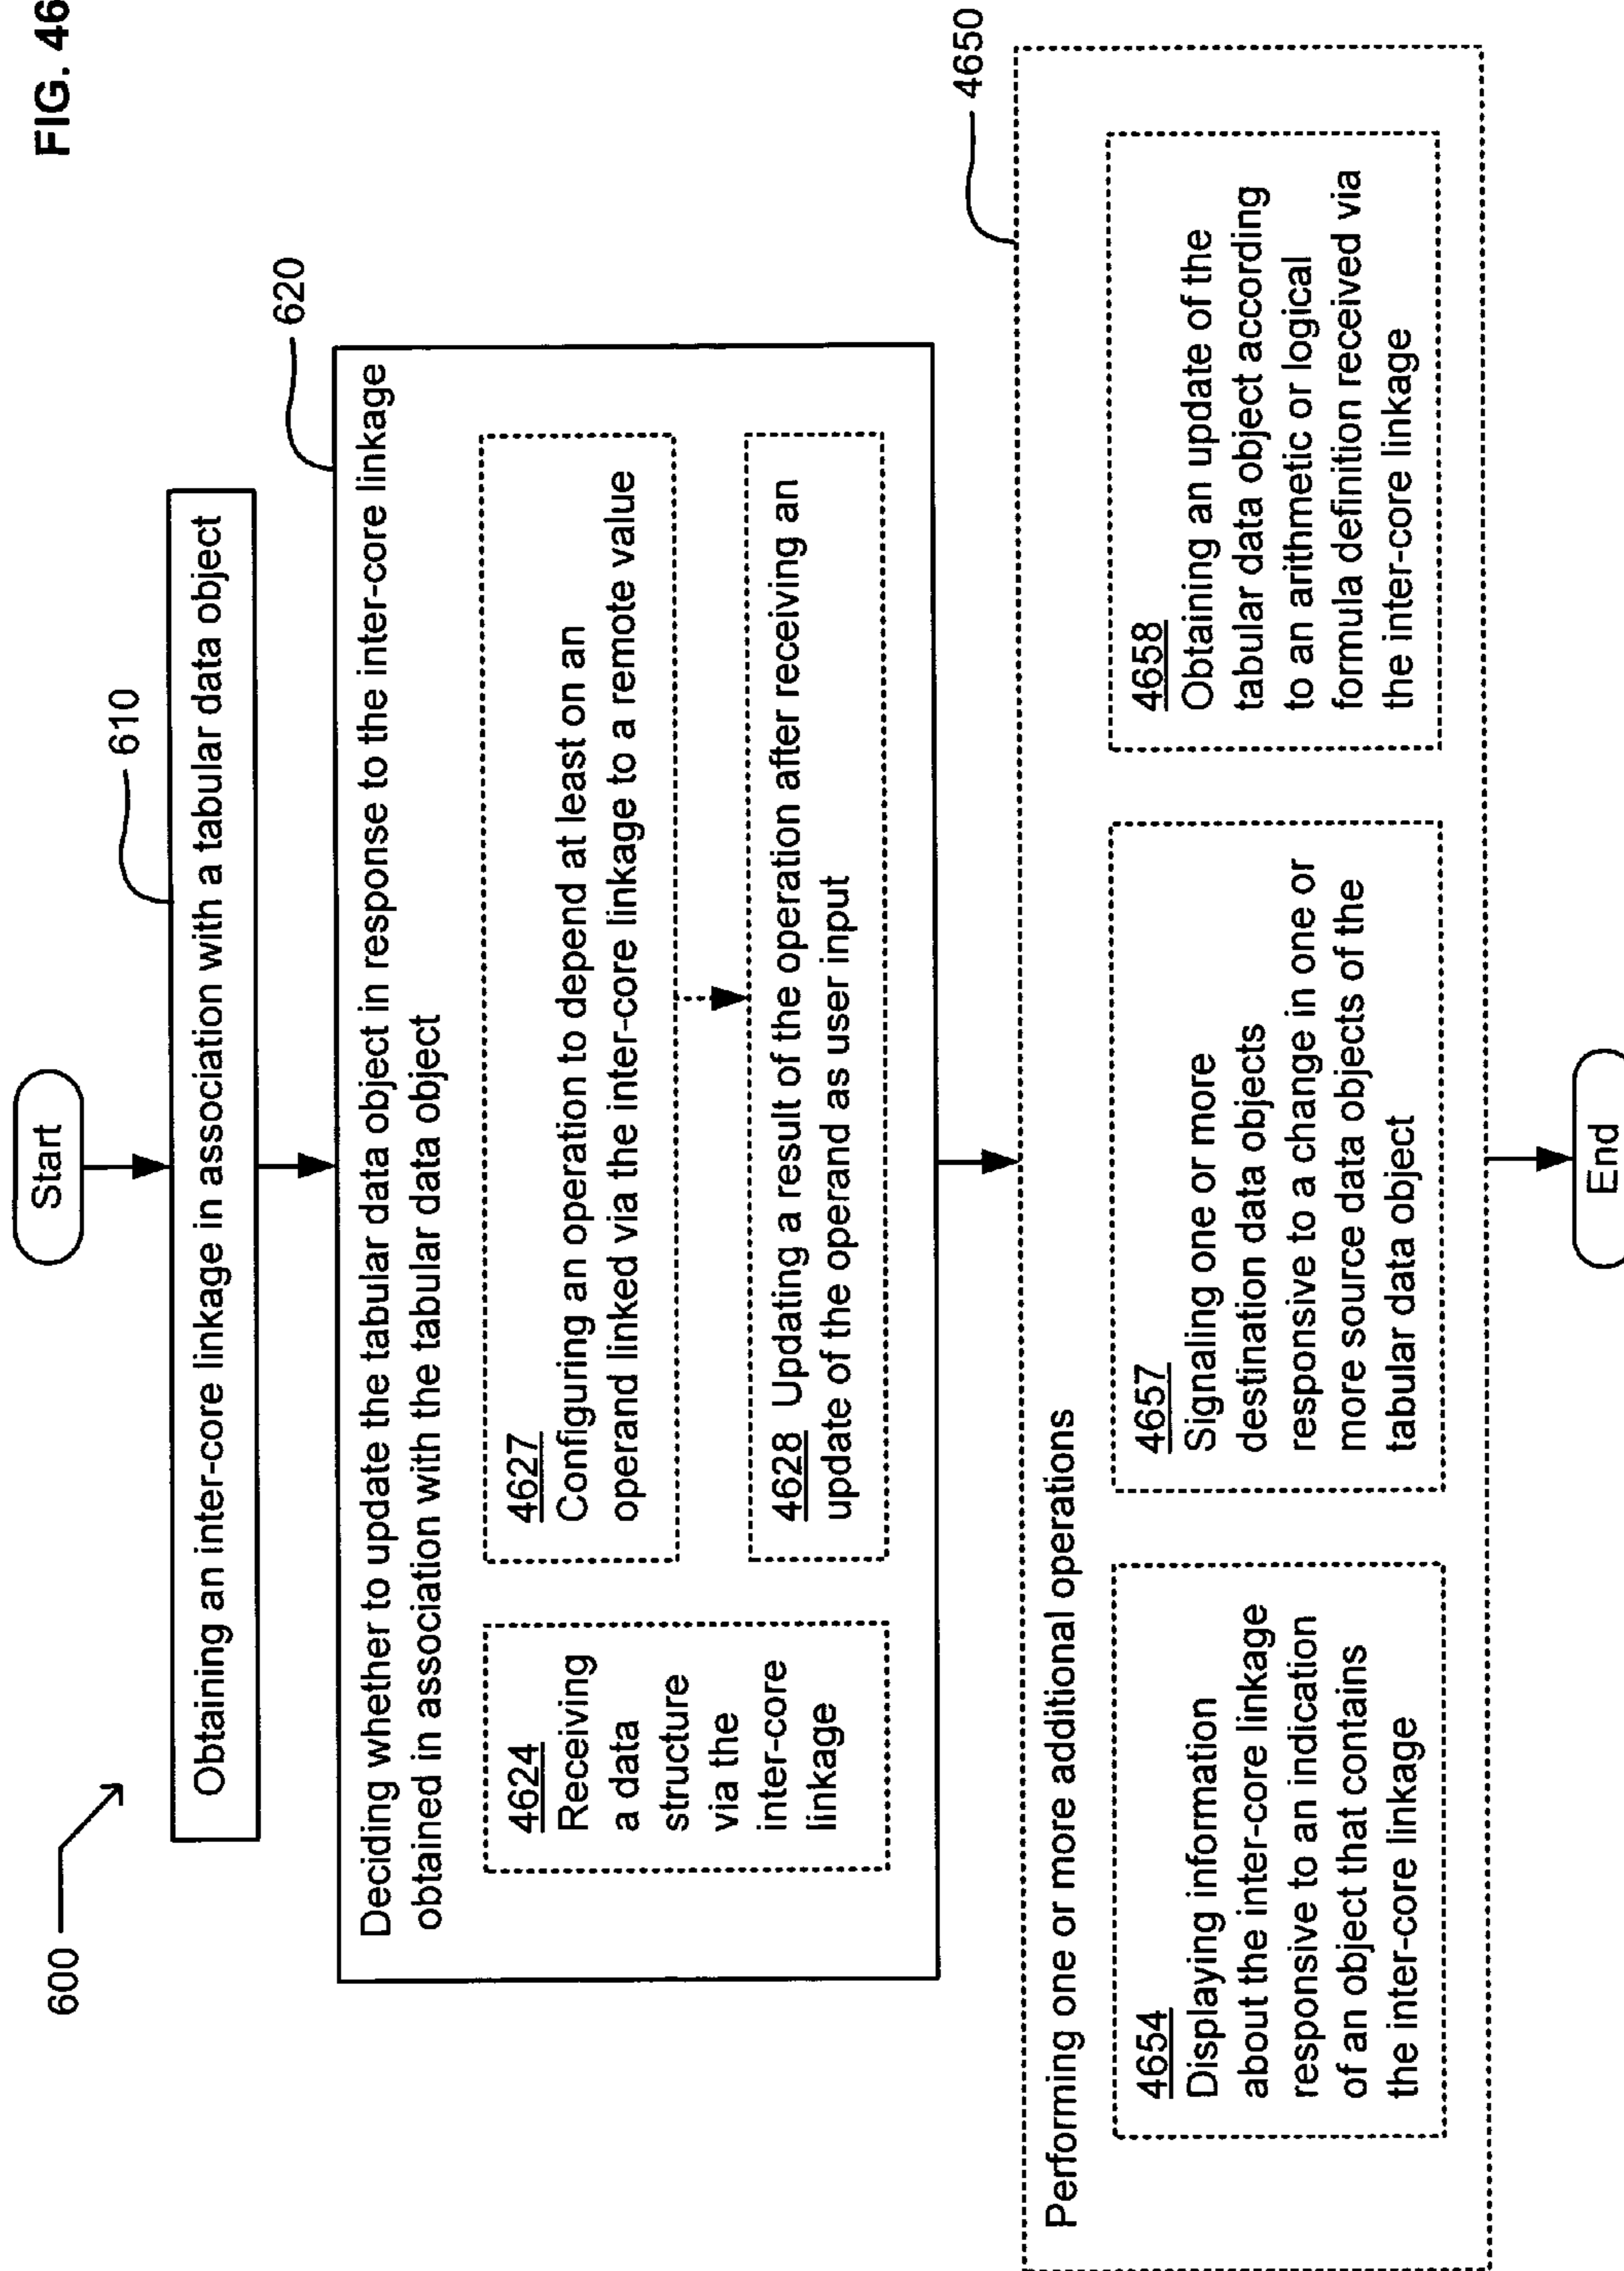 FIG. 46
600
Start
610
Obtaining an inter-core linkage in association with a tabular data object
620
Deciding whether to update the tabular data object in response to the inter-core linkage
obtained in association with the tabular data object
4624
Receiving
a data
structure
via the
inter-core
linkage
4627
Configuring an operation to depend at least on an
operand linked via the inter-core linkage to a remote value
4628 Updating a result of the operation after receiving an
update of the operand as user input
4650
Performing one or more additional operations
4654
Displaying information
about the inter-core linkage
responsive to an indication
of an object that contains
the inter-core linkage
4657
Signaling one or more
destination data objects
responsive to a change in one or
more source data objects of the
tabular data object
4658
Obtaining an update of the
tabular data object according
to an arithmetic or logical
formula definition received via
the inter-core linkage
End